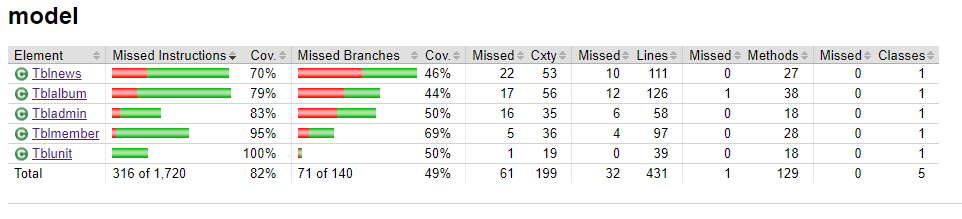 model
Element Missed Instructions Cov. Missed Branches Cov. Missed Cxty Missed Lines Missed Methods Missed Classes
C Tblnews 70% 46% 22 53 10 111 0 27 0 1
C Tblalbum 79% 44% 17 56 12 126 1 38 0 1
C Tbladmin 83% 50% 16 35 6 58 0 18 0 1
C Tblmember 95% 69% 5 36 4 97 0 28 0 1
C Tblunit 100% 50% 1 19 0 39 0 18 0 1
Total 316 of 1,720 82% 71 of 140 49% 61 199 32 431 1 129 0 5